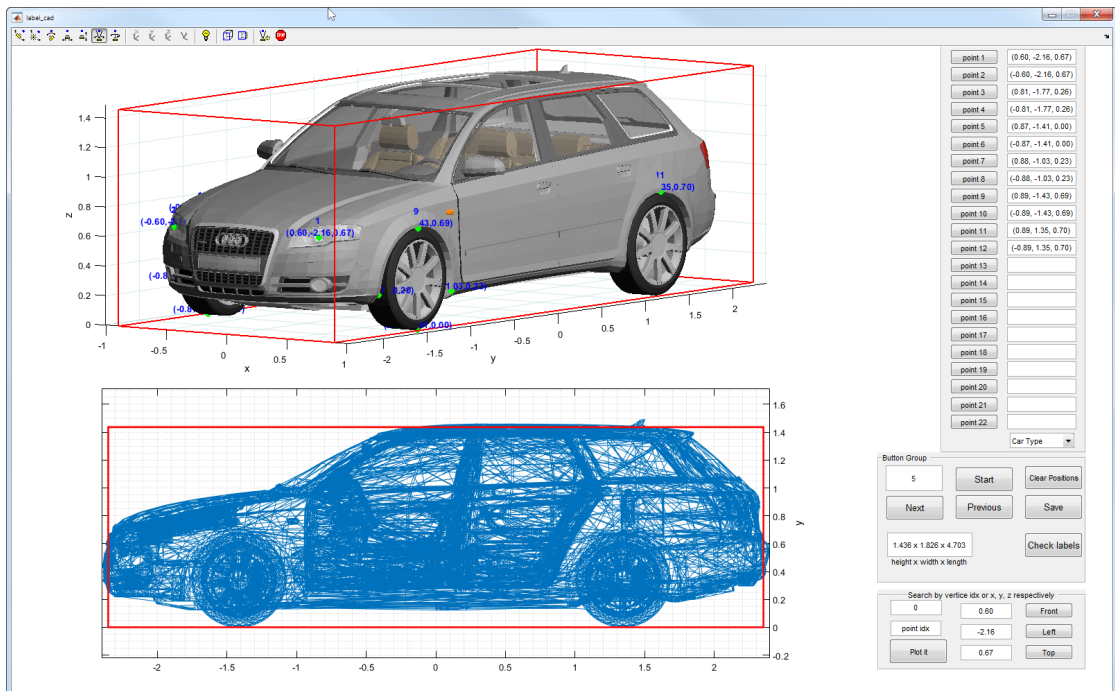 label_cad
point 1 (0.60, -2.16, 0.67)
point 2 (-0.60, -2.16, 0.67)
point 3 (0.81, -1.77, 0.26)
point 4 (-0.81, -1.77, 0.26)
point 5 (0.87, -1.41, 0.00)
point 6 (-0.87, -1.41, 0.00)
point 7 (0.88, -1.03, 0.23)
point 8 (-0.88, -1.03, 0.23)
point 9 (0.89, -1.43, 0.69)
point 10 (-0.89, -1.43, 0.69)
point 11 (0.89, 1.35, 0.70)
point 12 (-0.89, 1.35, 0.70)
point 13
point 14
point 15
point 16
point 17
point 18
point 19
point 20
point 21
point 22
Car Type
1.4
1.2
1
0.8
0.6
0.4
0.2
0
z
-1
-0.5
0
0.5
1
x
-2
-1.5
-1
-0.5
0
0.5
1
1.5
2
y
1
(0.60,-2.16,0.67)
9
43,0.69)
11
35,0.70)
(-0.60,
(-0.8
1.6
1.4
1.2
1
0.8
0.6
0.4
0.2
0
-0.2
y
-2 -1.5 -1 -0.5 0 0.5 1 1.5 2
Button Group
5 Start Clear Positions
Next Previous Save
1.436 x 1.826 x 4.703 Check labels
height x width x length
Search by vertice idx or x, y, z respectively
0 0.60 Front
point idx -2.16 Left
Plot it 0.67 Top